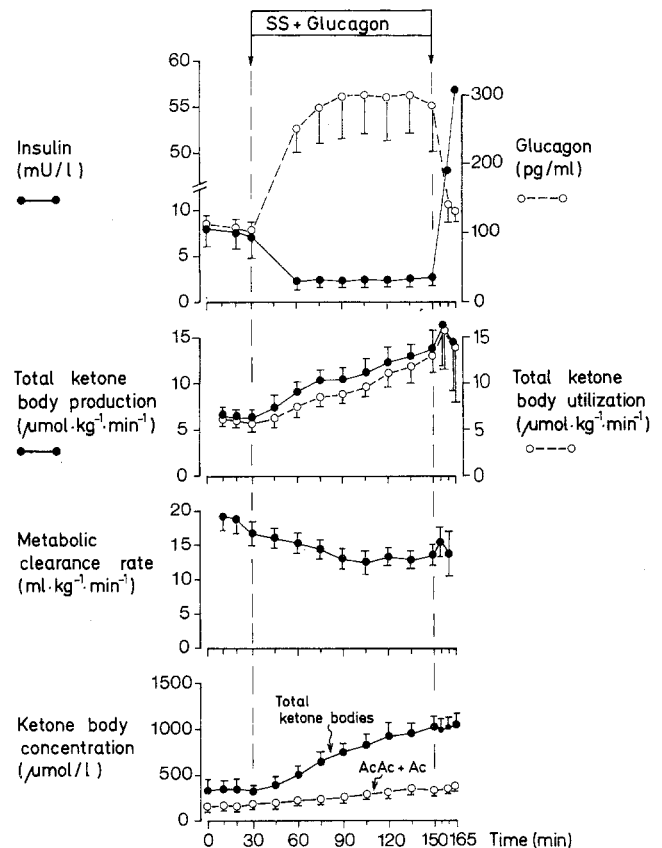 SS + Glucagon
60
55
50
10
5
0
300
200
100
0
Insulin
(mU/l)
Glucagon
(pg/ml)
15
10
5
0
15
10
5
0
Total ketone
body production
(μmol·kg⁻¹·min⁻¹)
Total ketone
body utilization
(μmol·kg⁻¹·min⁻¹)
20
15
10
5
0
Metabolic
clearance rate
(ml·kg⁻¹·min⁻¹)
1500
1000
500
0
Ketone body
concentration
(μmol/l)
Total
ketone bodies
AcAc + Ac
0 30 60 90 120 150 165 Time (min)